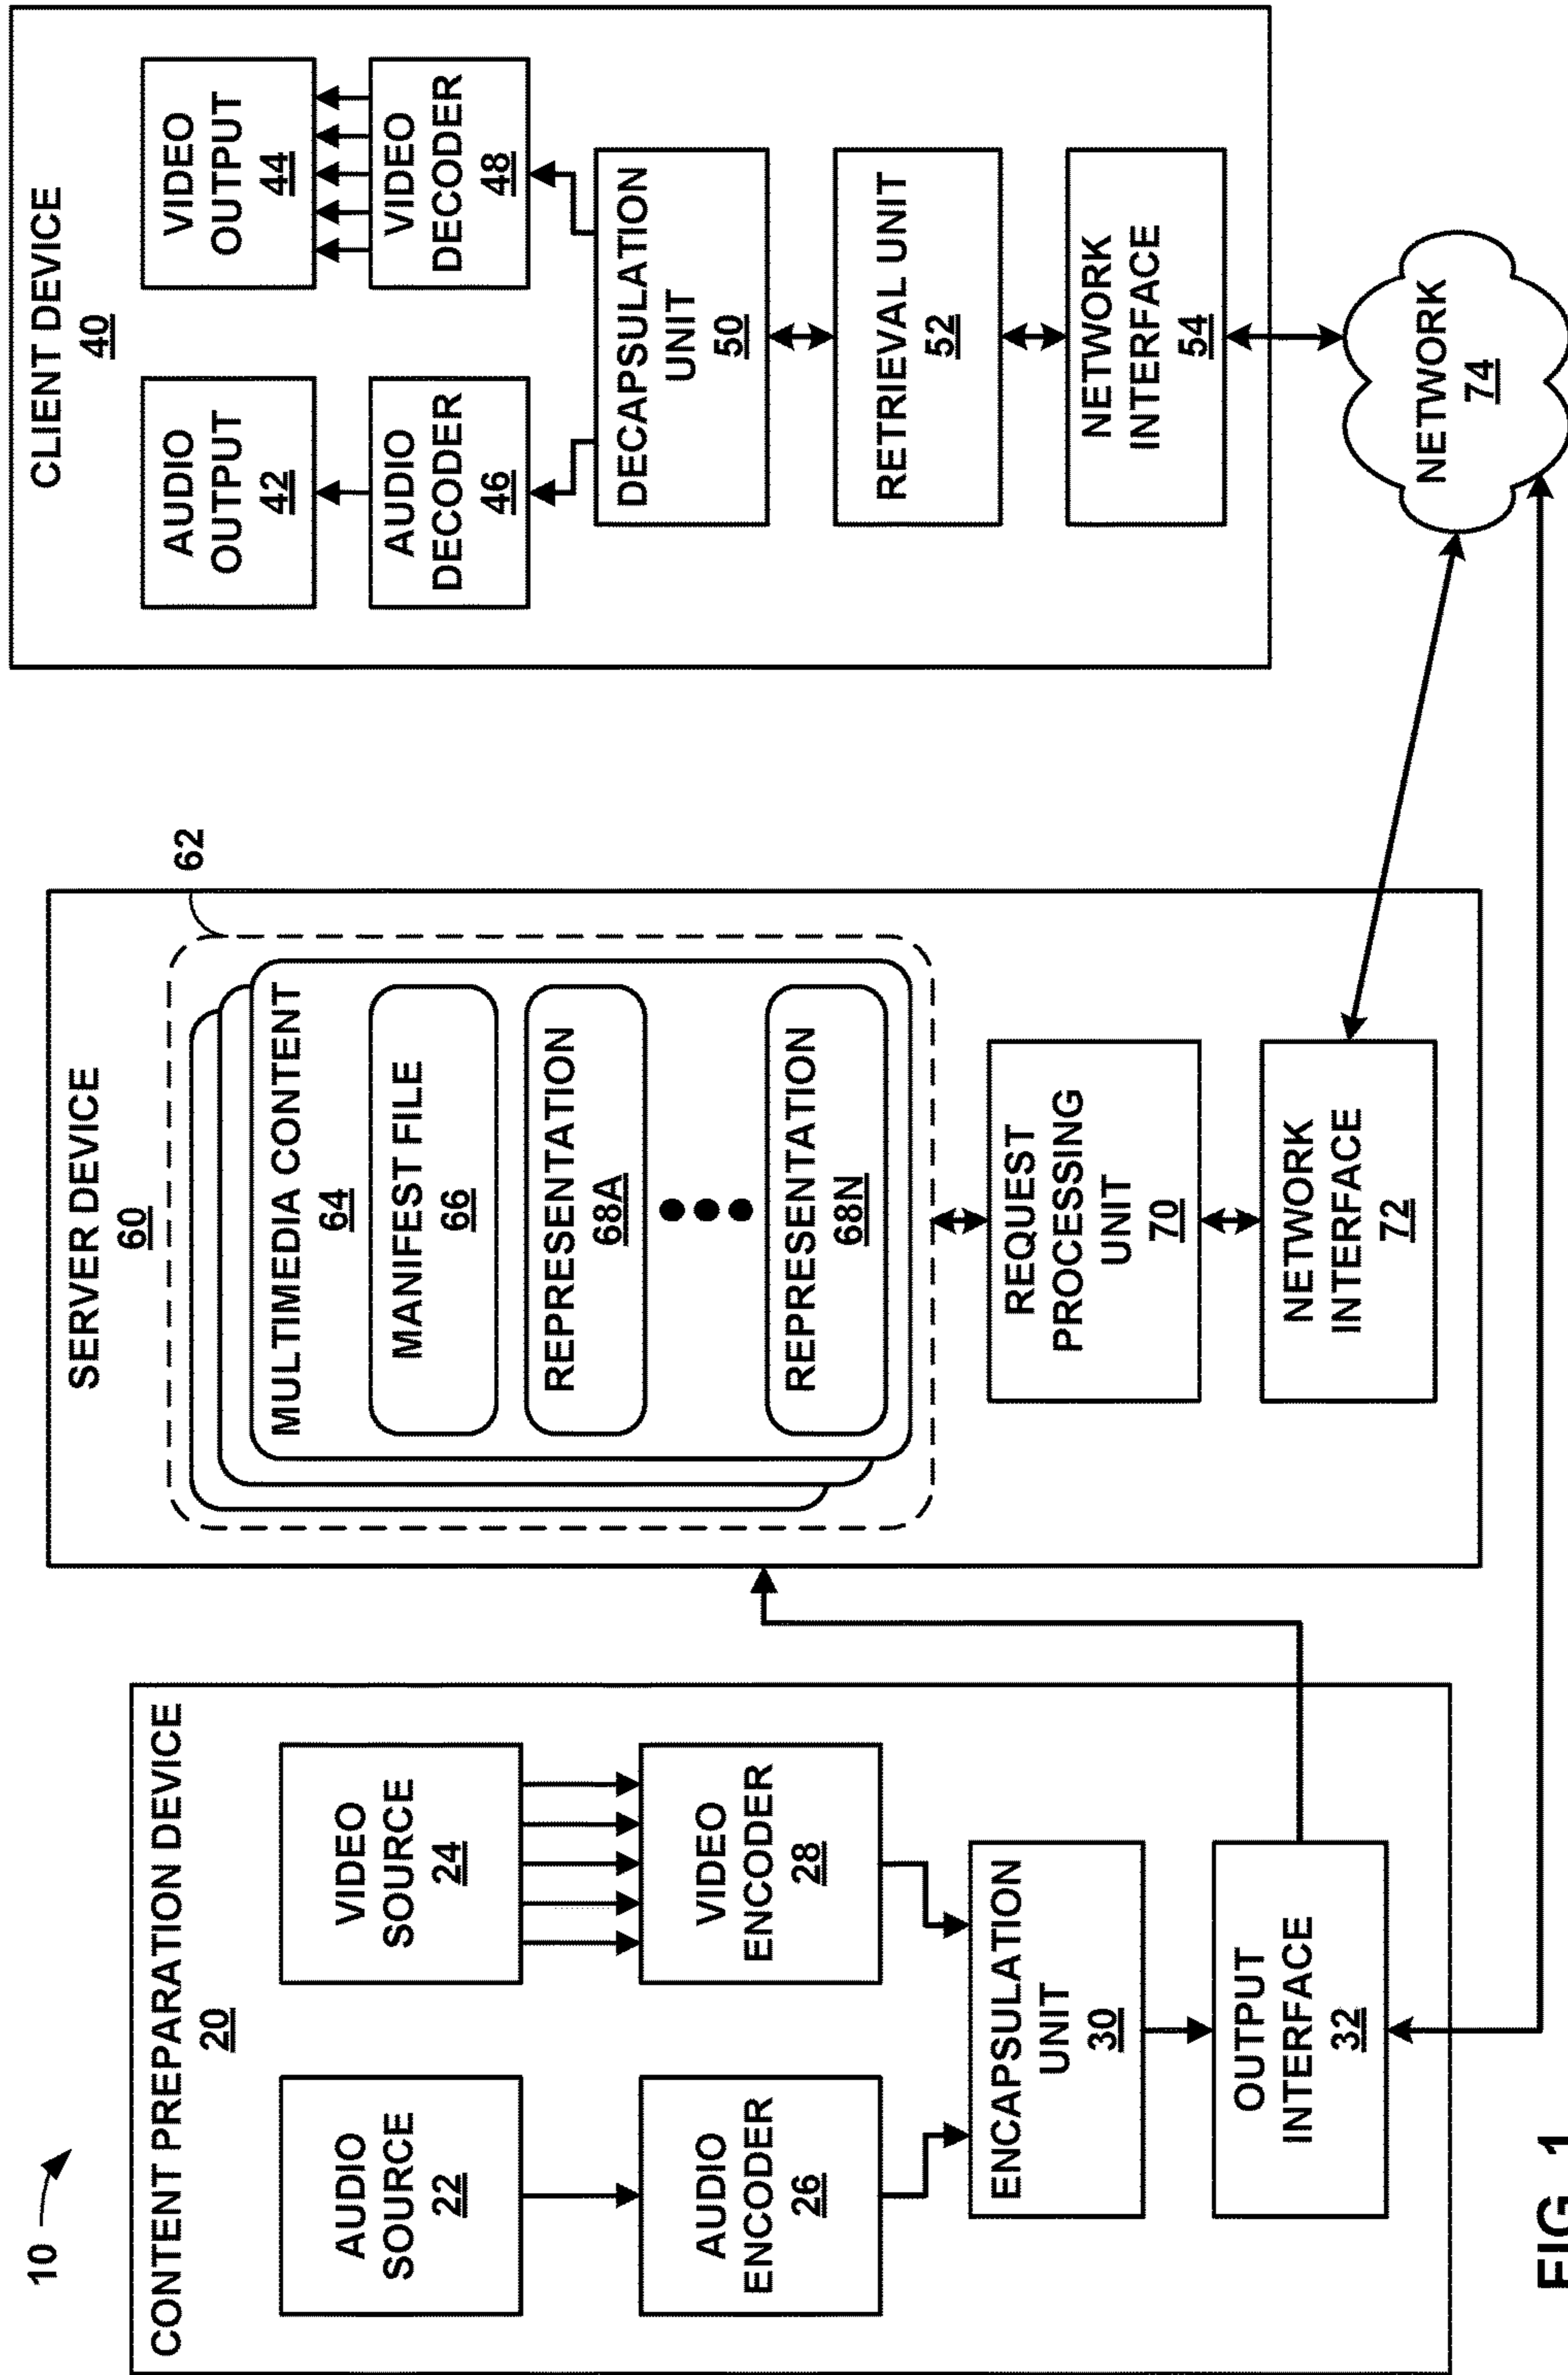 10
CONTENT PREPARATION DEVICE
20
AUDIO
SOURCE
22
VIDEO
SOURCE
24
AUDIO
ENCODER
26
VIDEO
ENCODER
28
ENCAPSULATION
UNIT
30
OUTPUT
INTERFACE
32
SERVER DEVICE
60
62
MULTIMEDIA CONTENT
64
MANIFEST FILE
66
REPRESENTATION
68A
REPRESENTATION
68N
REQUEST
PROCESSING
UNIT
70
NETWORK
INTERFACE
72
CLIENT DEVICE
40
AUDIO
OUTPUT
42
VIDEO
OUTPUT
44
AUDIO
DECODER
46
VIDEO
DECODER
48
DECAPSULATION
UNIT
50
RETRIEVAL UNIT
52
NETWORK
INTERFACE
54
NETWORK
74
FIG. 1